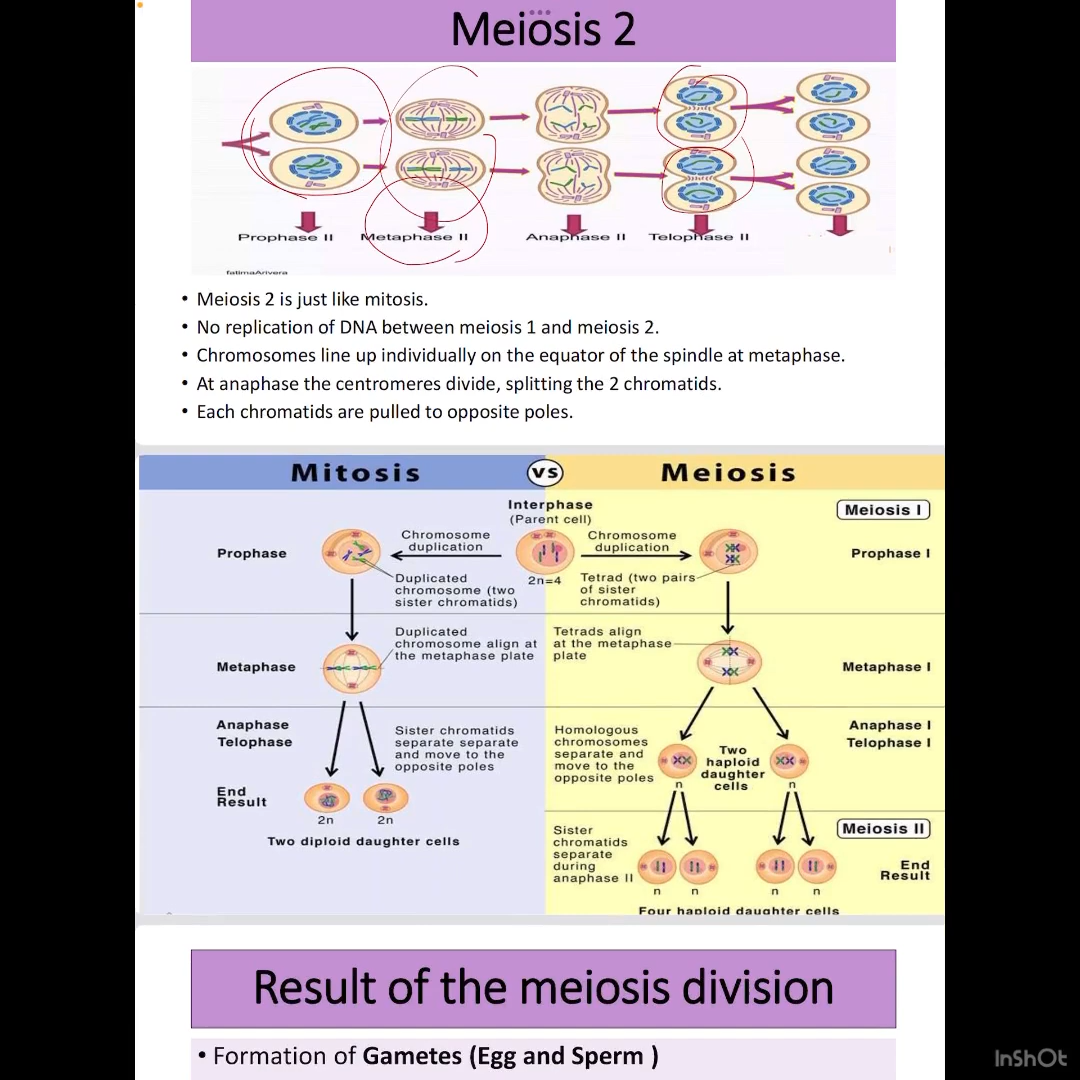 Meiosis 2
Prophase II
Metaphase II
Anaphase II
Telophase II
fatimaArivera
• Meiosis 2 is just like mitosis.
• No replication of DNA between meiosis 1 and meiosis 2.
• Chromosomes line up individually on the equator of the spindle at metaphase.
• At anaphase the centromeres divide, splitting the 2 chromatids.
• Each chromatids are pulled to opposite poles.
Mitosis
vs
Meiosis
Interphase
(Parent cell)
2n=4
Chromosome
duplication
Chromosome
duplication
Meiosis I
Prophase
Duplicated
chromosome (two
sister chromatids)
Tetrad (two pairs
of sister
chromatids)
Prophase I
Metaphase
Duplicated
chromosome align at
the metaphase plate
Tetrads align
at the metaphase
plate
Metaphase I
Anaphase
Telophase
Sister chromatids
separate separate
and move to the
opposite poles
Homologous
chromosomes
separate and
move to the
opposite poles
Two
haploid
daughter
cells
n
n
Anaphase I
Telophase I
End
Result
2n
2n
Two diploid daughter cells
Sister
chromatids
separate
during
anaphase II
Meiosis II
End
Result
n
n
n
n
Four haploid daughter cells
Result of the meiosis division
• Formation of Gametes (Egg and Sperm )
InShOt